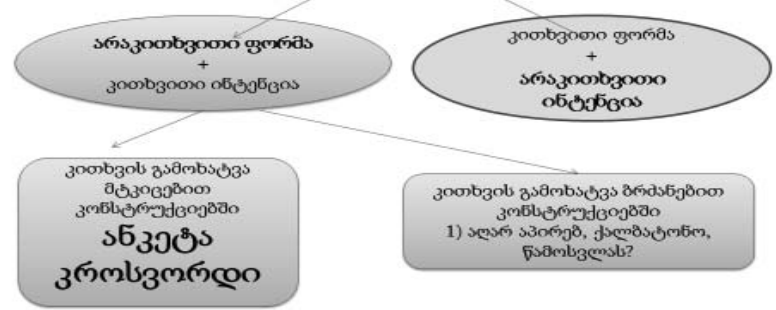 არაკითხვითი ფორმა
+
კითხვითი ინტენცია
კითხვითი ფორმა
+
არაკითხვითი
ინტენცია
კითხვის გამოხატვა
მტკიცებით
კონსტრუქციებში
ანკეტა
კროსვორდი
კითხვის გამოხატვა ბრძანებით
კონსტრუქციებში
1) აღარ აპირებ, ქალბატონო,
წამოსვლას?